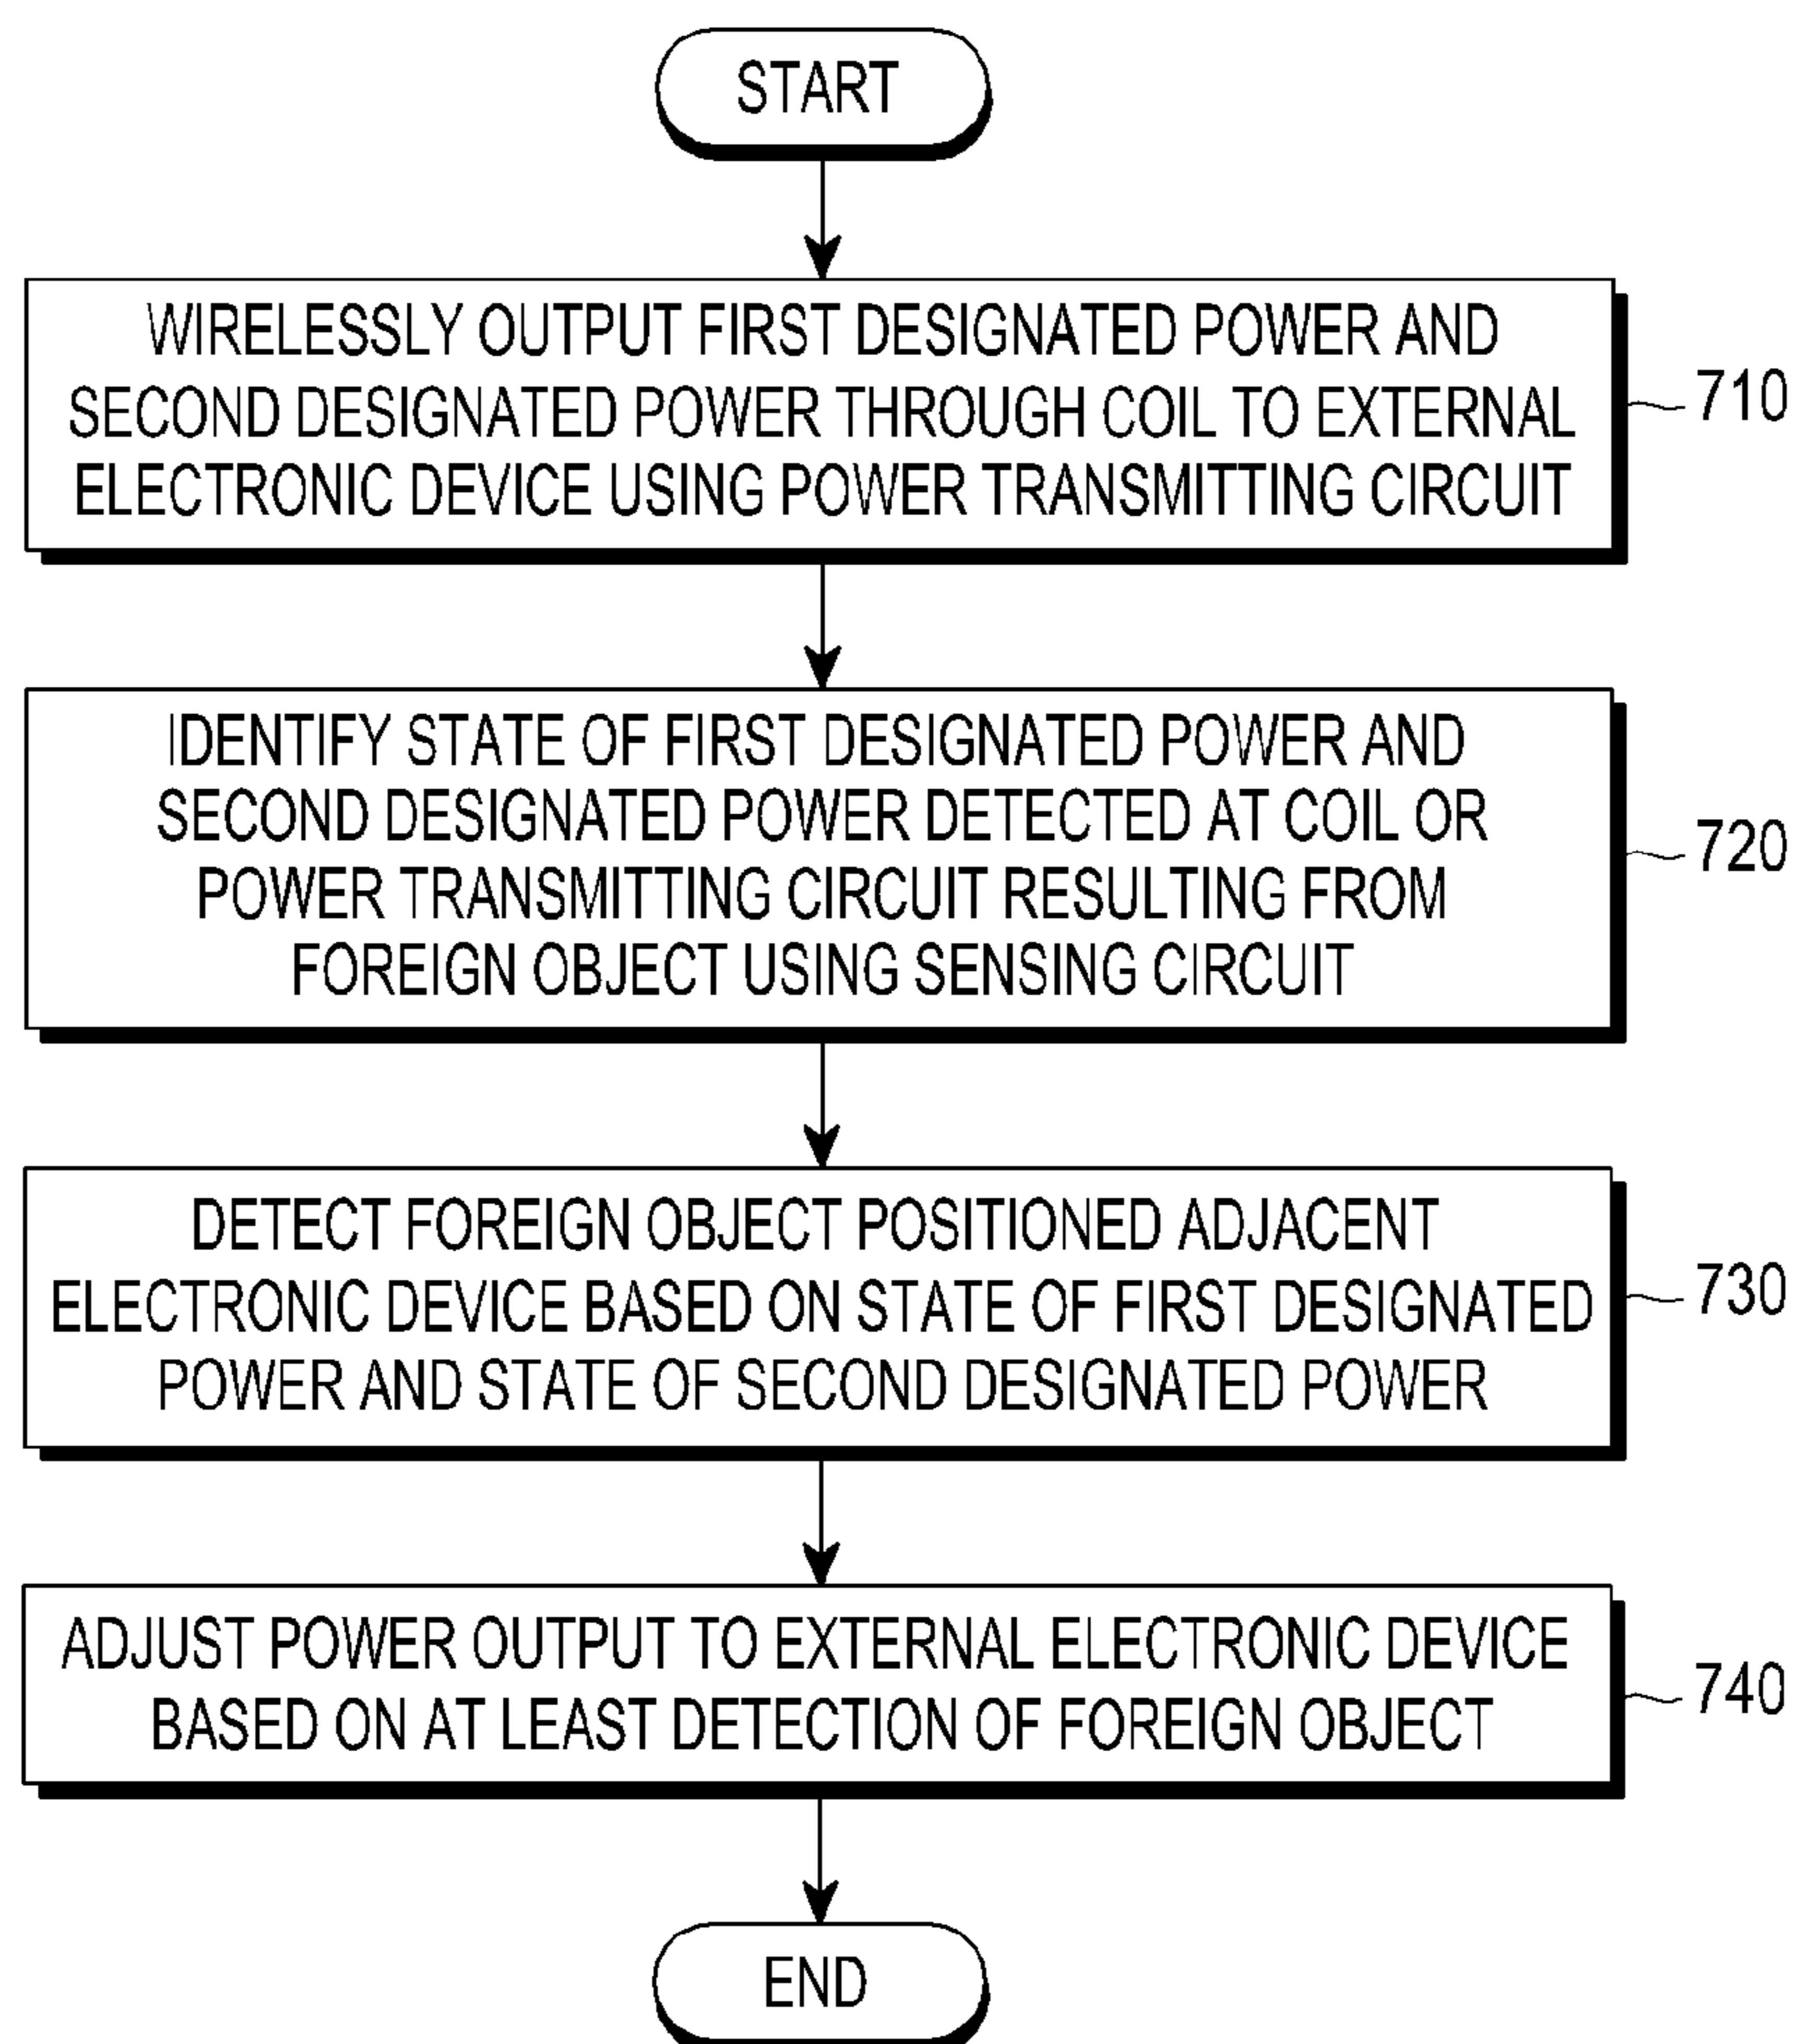 START
WIRELESSLY OUTPUT FIRST DESIGNATED POWER AND
SECOND DESIGNATED POWER THROUGH COIL TO EXTERNAL
ELECTRONIC DEVICE USING POWER TRANSMITTING CIRCUIT
710
IDENTIFY STATE OF FIRST DESIGNATED POWER AND
SECOND DESIGNATED POWER DETECTED AT COIL OR
POWER TRANSMITTING CIRCUIT RESULTING FROM
FOREIGN OBJECT USING SENSING CIRCUIT
720
DETECT FOREIGN OBJECT POSITIONED ADJACENT
ELECTRONIC DEVICE BASED ON STATE OF FIRST DESIGNATED
POWER AND STATE OF SECOND DESIGNATED POWER
730
ADJUST POWER OUTPUT TO EXTERNAL ELECTRONIC DEVICE
BASED ON AT LEAST DETECTION OF FOREIGN OBJECT
740
END